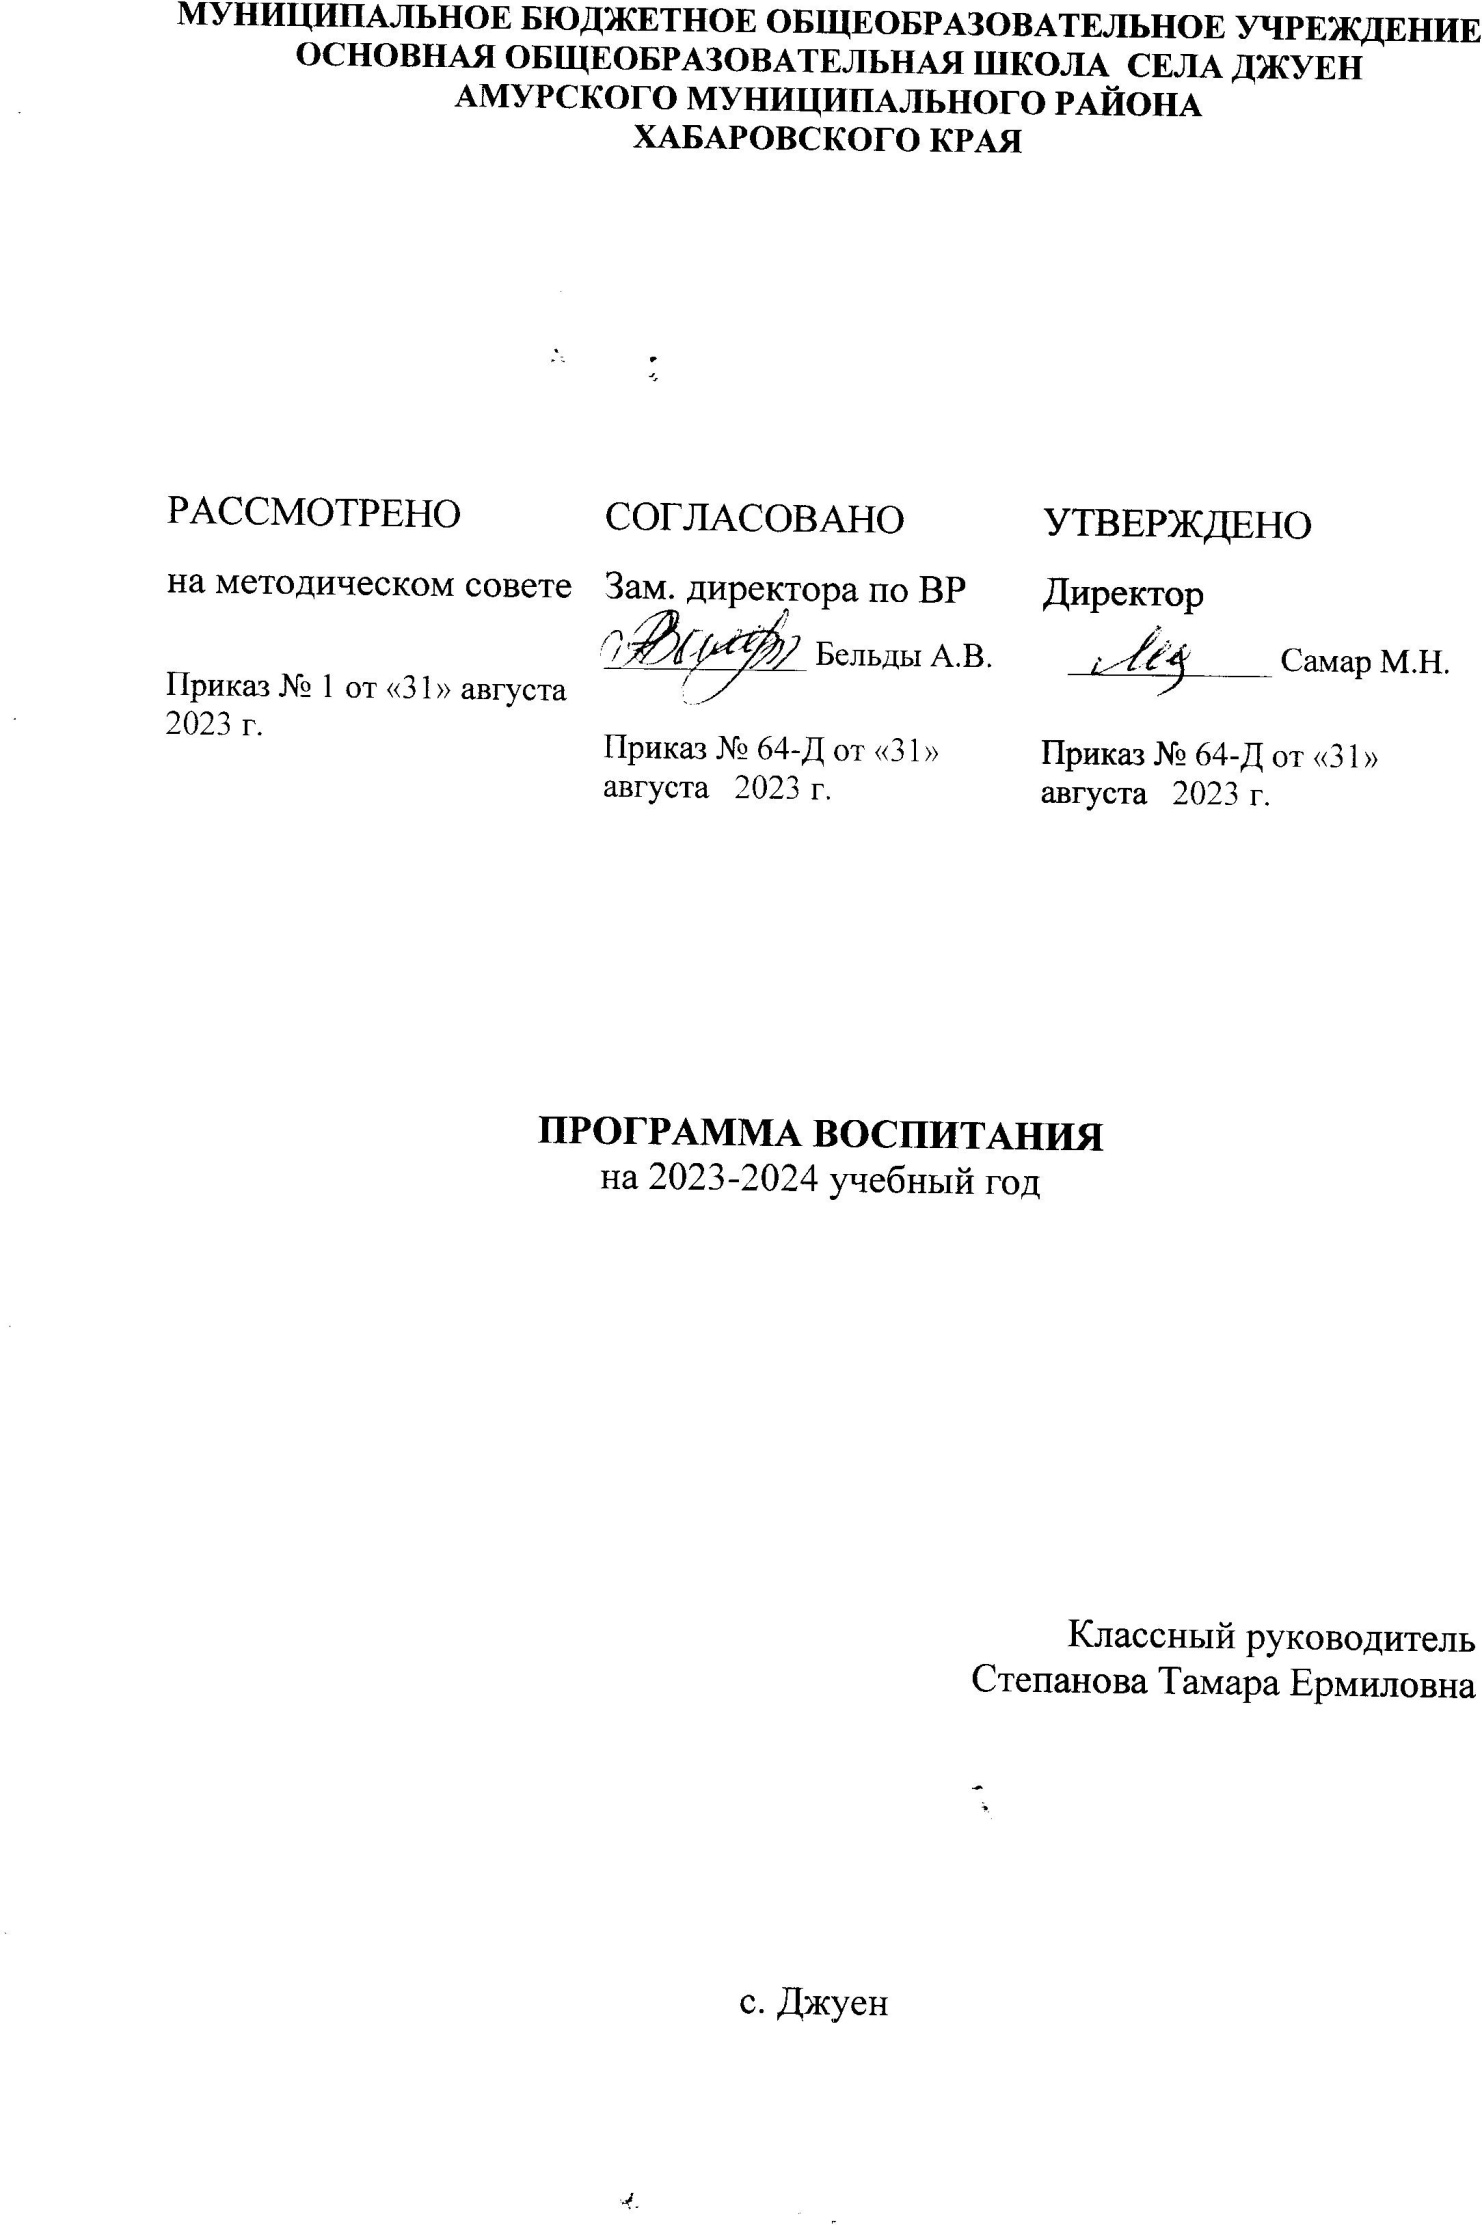 МУНИЦИПАЛЬНОЕ БЮДЖЕТНОЕ ОБЩЕОБРАЗОВАТЕЛЬНОЕ УЧРЕЖДЕНИЕ
ОСНОВНАЯ ОБЩЕОБРАЗОВАТЕЛЬНАЯ ШКОЛА СЕЛА ДЖУЕН
АМУРСКОГО МУНИЦИПАЛЬНОГО РАЙОНА
ХАБАРОВСКОГО КРАЯ
РАССМОТРЕНО
на методическом совете
Приказ № 1 от «31» августа
2023 г.
СОГЛАСОВАНО
Зам. директора по ВР
Бельды А.В.
Приказ № 64-Д от «31»
августа 2023 г.
УТВЕРЖДЕНО
Директор
Самар М.Н.
Приказ № 64-Д от «31»
августа 2023 г.
ПРОГРАММА ВОСПИТАНИЯ
на 2023-2024 учебный год
Классный руководитель
Степанова Тамара Ермиловна
с. Джуен